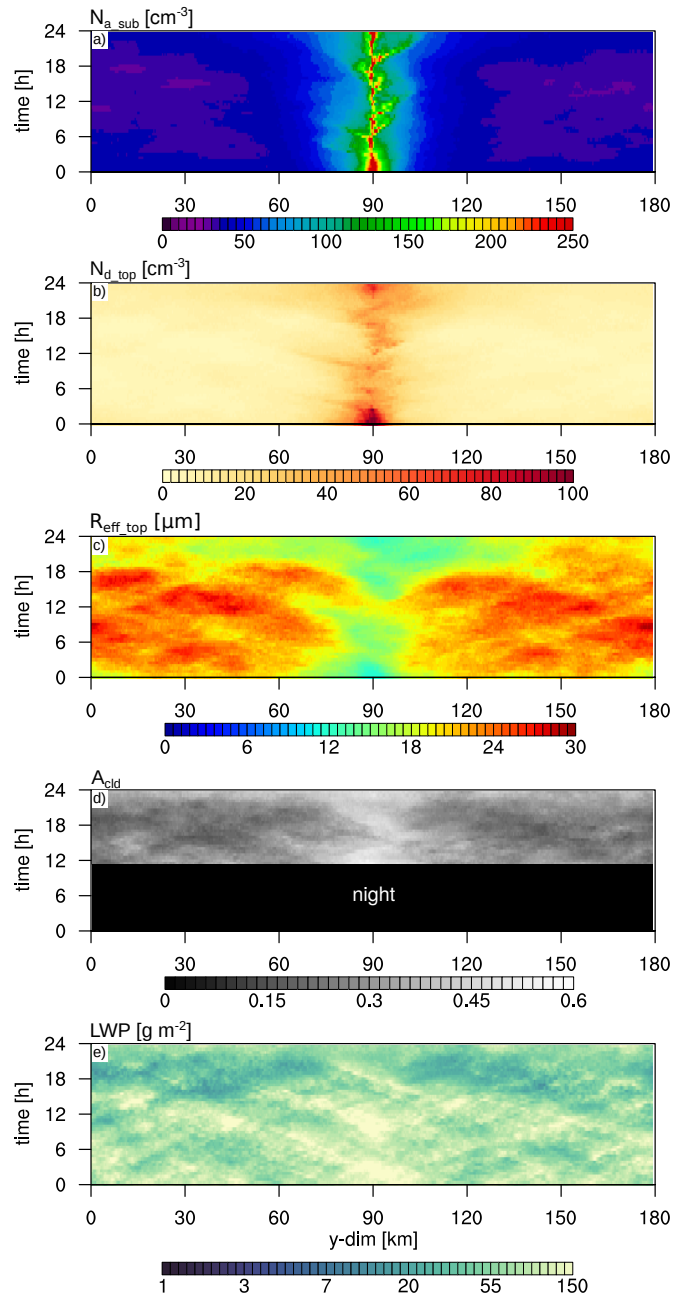 N_a_sub [cm-3]
a)
time [h]
24
18
12
6
0
0 30 60 90 120 150 180
0 50 100 150 200 250
N_d_top [cm-3]
b)
time [h]
24
18
12
6
0
0 30 60 90 120 150 180
0 20 40 60 80 100
R_eff_top [μm]
c)
time [h]
24
18
12
6
0
0 30 60 90 120 150 180
0 6 12 18 24 30
A_cld
d)
time [h]
24
18
12
6
0
night
0 30 60 90 120 150 180
0 0.15 0.3 0.45 0.6
LWP [g m-2]
e)
time [h]
24
18
12
6
0
0 30 60 90 120 150 180
y-dim [km]
1 3 7 20 55 150